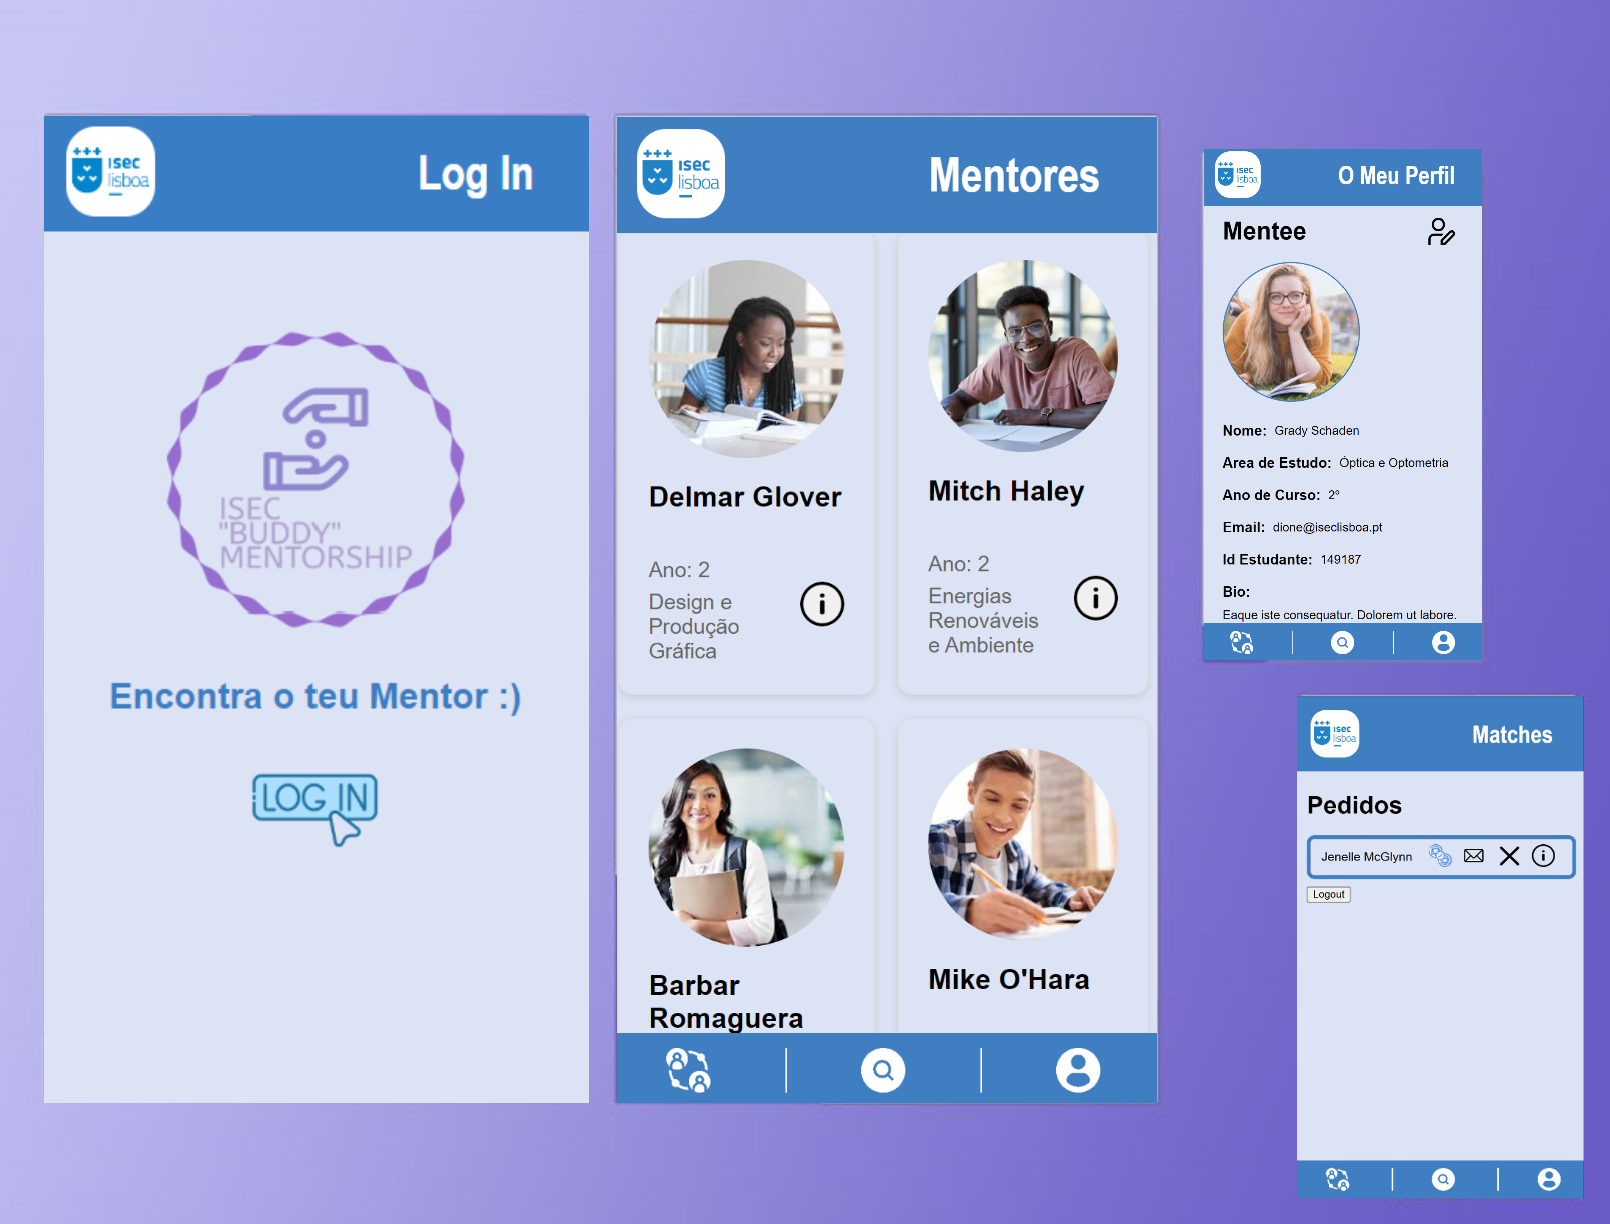 isec
lisboa
Log In
ISEC
"BUDDY"
MENTORSHIP
Encontra o teu Mentor :)
LOG IN
isec
lisboa
Mentores
Delmar Glover
Ano: 2
Design e
Produção
Gráfica
Mitch Haley
Ano: 2
Energias
Renováveis
e Ambiente
Barbar
Romaguera
Mike O'Hara
isec
lisboa
O Meu Perfil
Mentee
Nome: Grady Schaden
Area de Estudo: Óptica e Optometria
Ano de Curso: 2º
Email: dione@iseclisboa.pt
Id Estudante: 149187
Bio:
Eaque iste consequatur. Dolorem ut labore.
isec
lisboa
Matches
Pedidos
Jenelle McGlynn
Logout